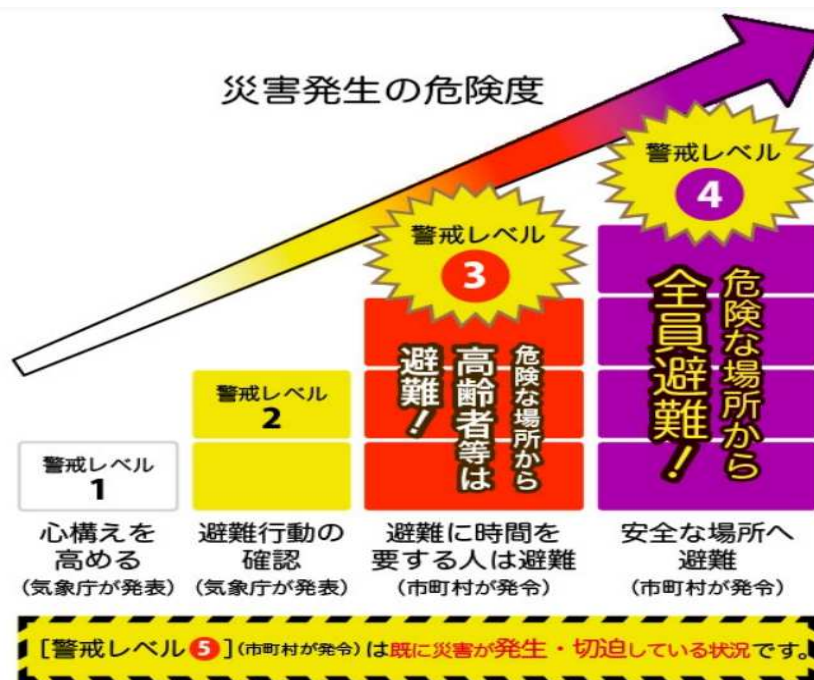 災害発生の危険度
警戒レベル
4
警戒レベル
3
警戒レベル
2
警戒レベル
1
危険な場所から
高齢者等は
避難！
危険な場所から
全員避難！
心構えを
高める
(気象庁が発表)
避難行動の
確認
(気象庁が発表)
避難に時間を
要する人は避難
(市町村が発令)
安全な場所へ
避難
(市町村が発令)
[警戒レベル5](市町村が発令)は既に災害が発生・切迫している状況です。